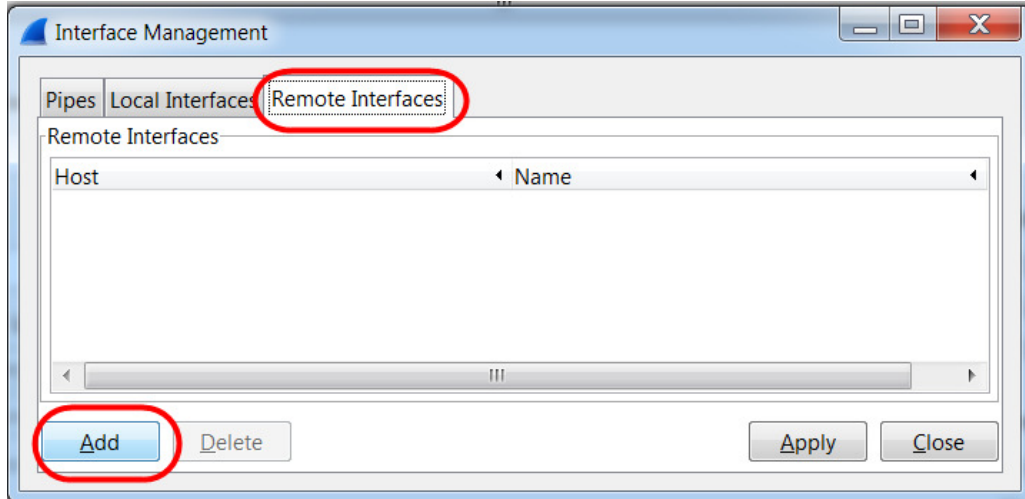 Interface Management
Pipes Local Interfaces Remote Interfaces
Remote Interfaces
Host Name
Add Delete Apply Close